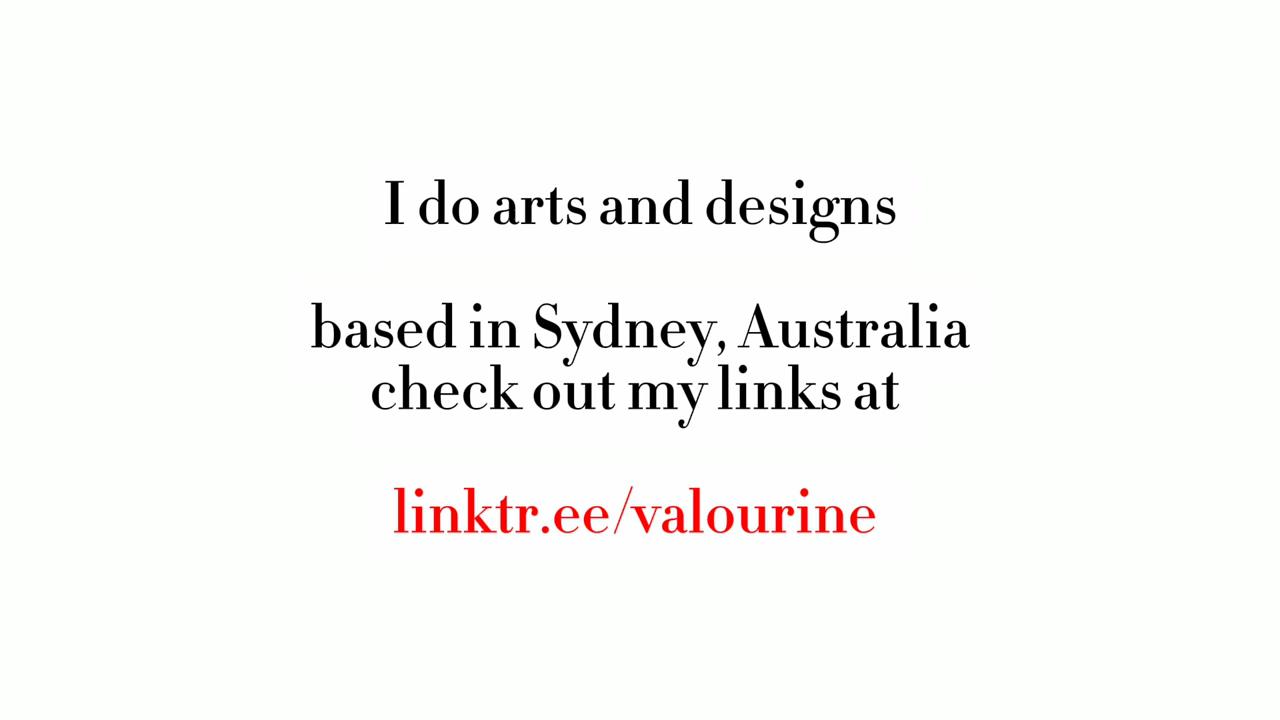 I do arts and designs
based in Sydney, Australia
check out my links at
linktr.ee/valourine